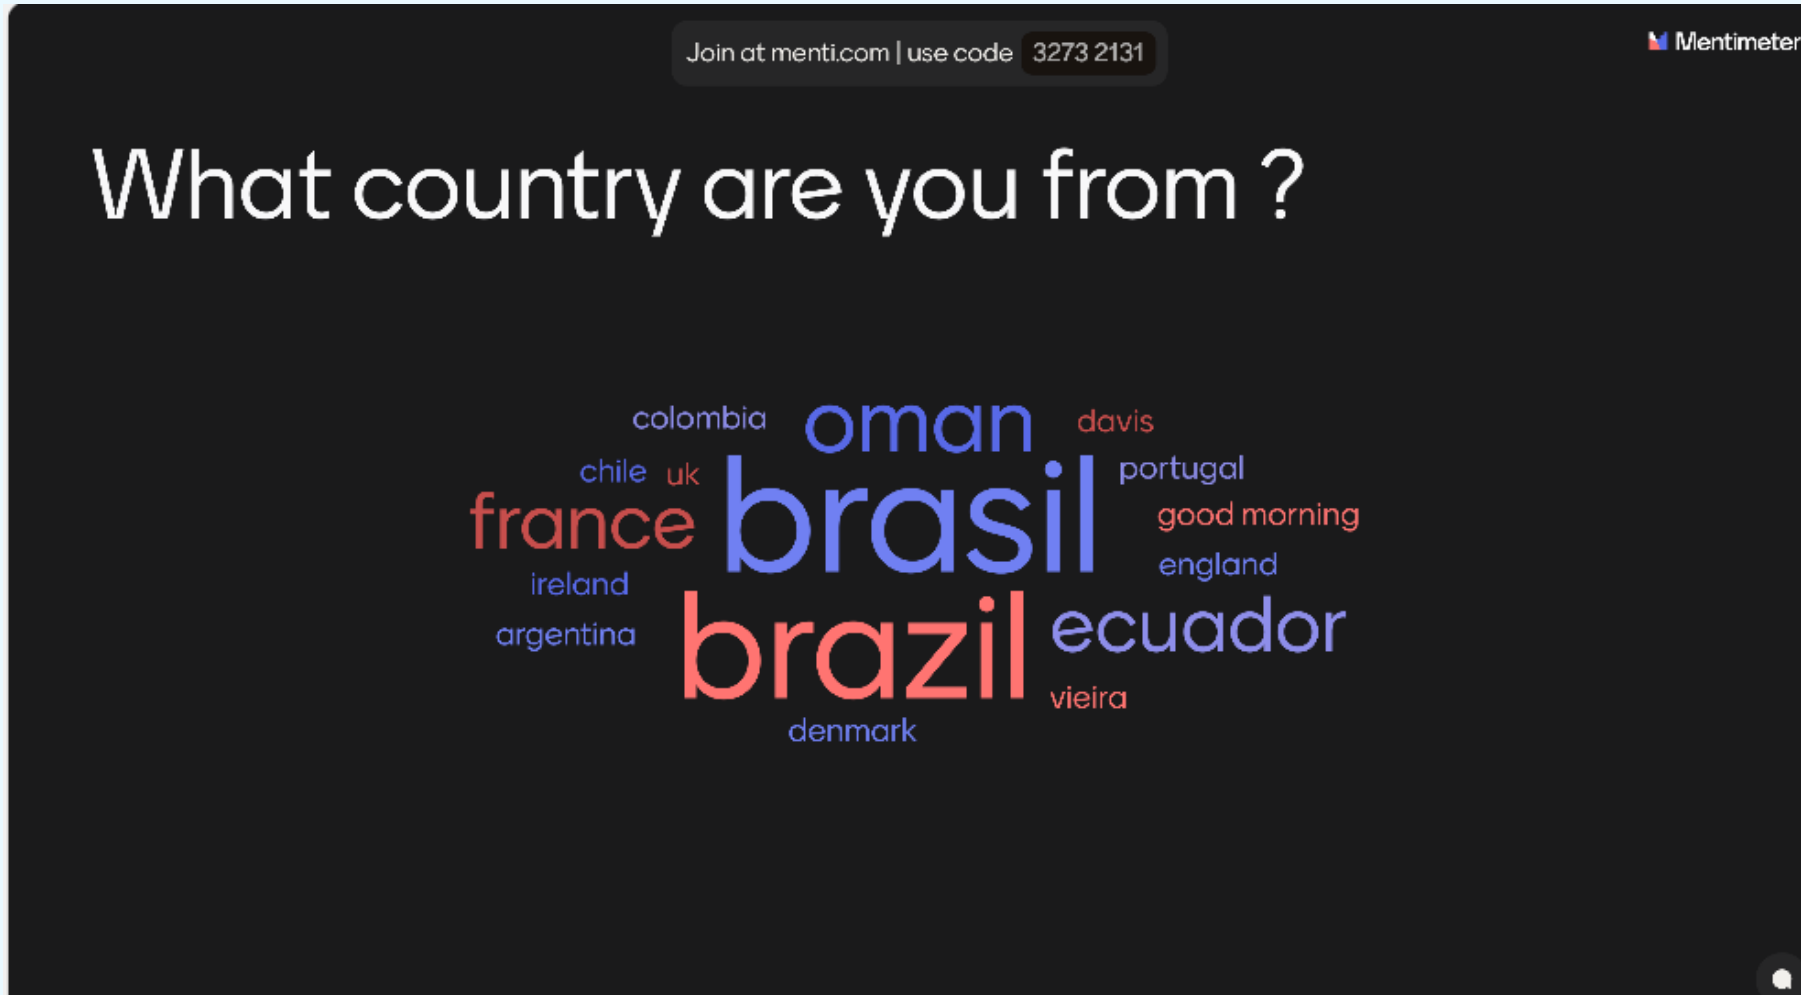 Join at menti.com | use code 3273 2131
Mentimeter
What country are you from ?
colombia
oman
davis
chile
uk
brasil
portugal
france
good morning
ireland
england
argentina
brazil
ecuador
vieira
denmark